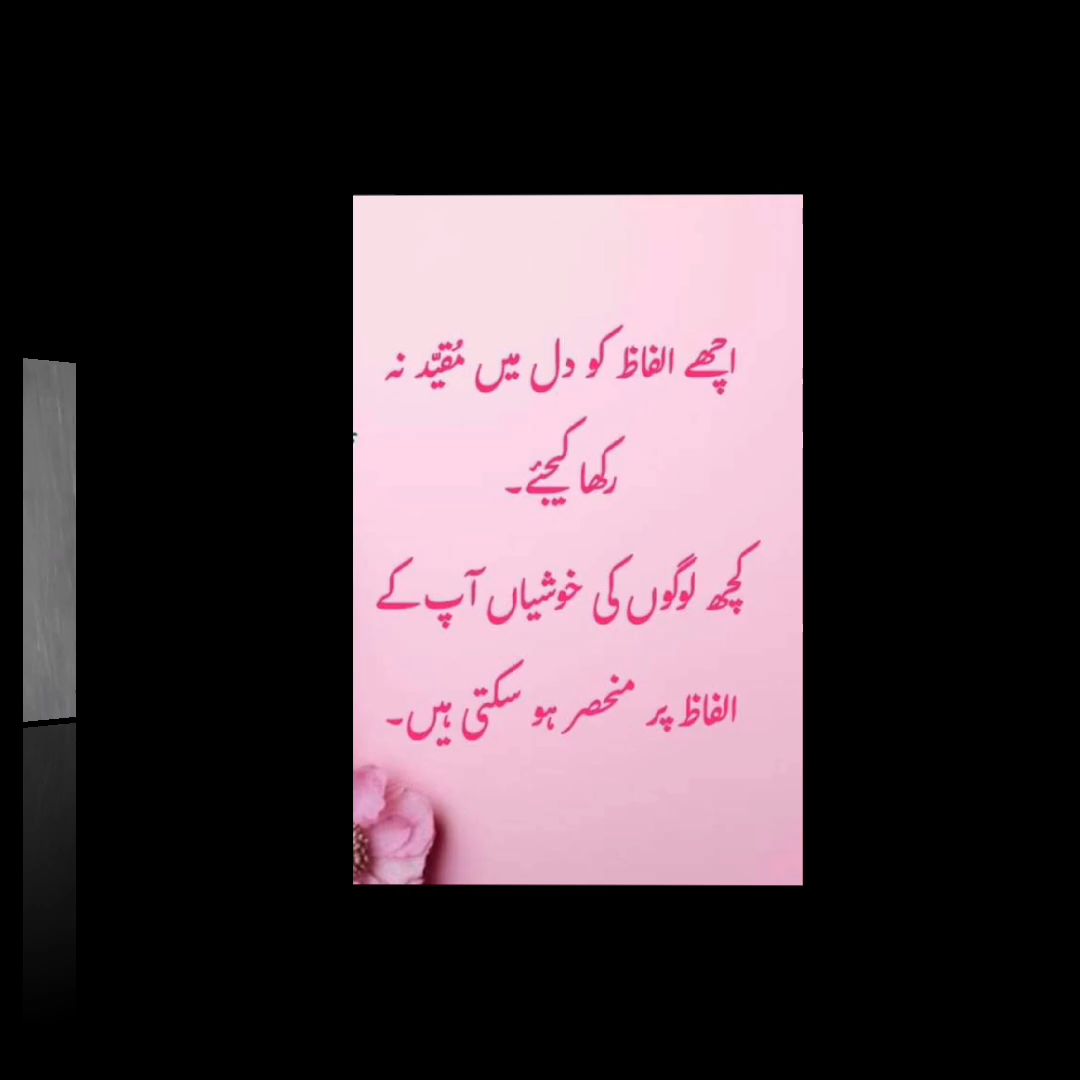 اچھے الفاظ کو دل میں مُقیّد نہ
رکھا کیجئے۔
کچھ لوگوں کی خوشیاں آپ کے
الفاظ پر منحصر ہو سکتی ہیں۔